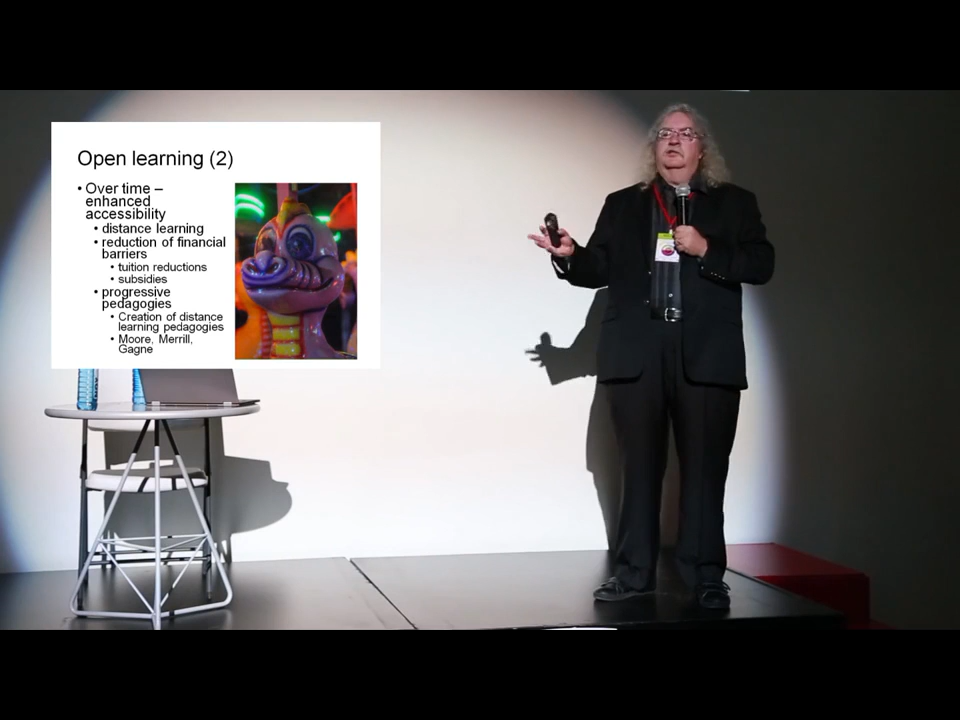 Open learning (2)
• Over time –
enhanced
accessibility
• distance learning
• reduction of financial
barriers
• tuition reductions
• subsidies
• progressive
pedagogies
• Creation of distance
learning pedagogies
• Moore, Merrill,
Gagne